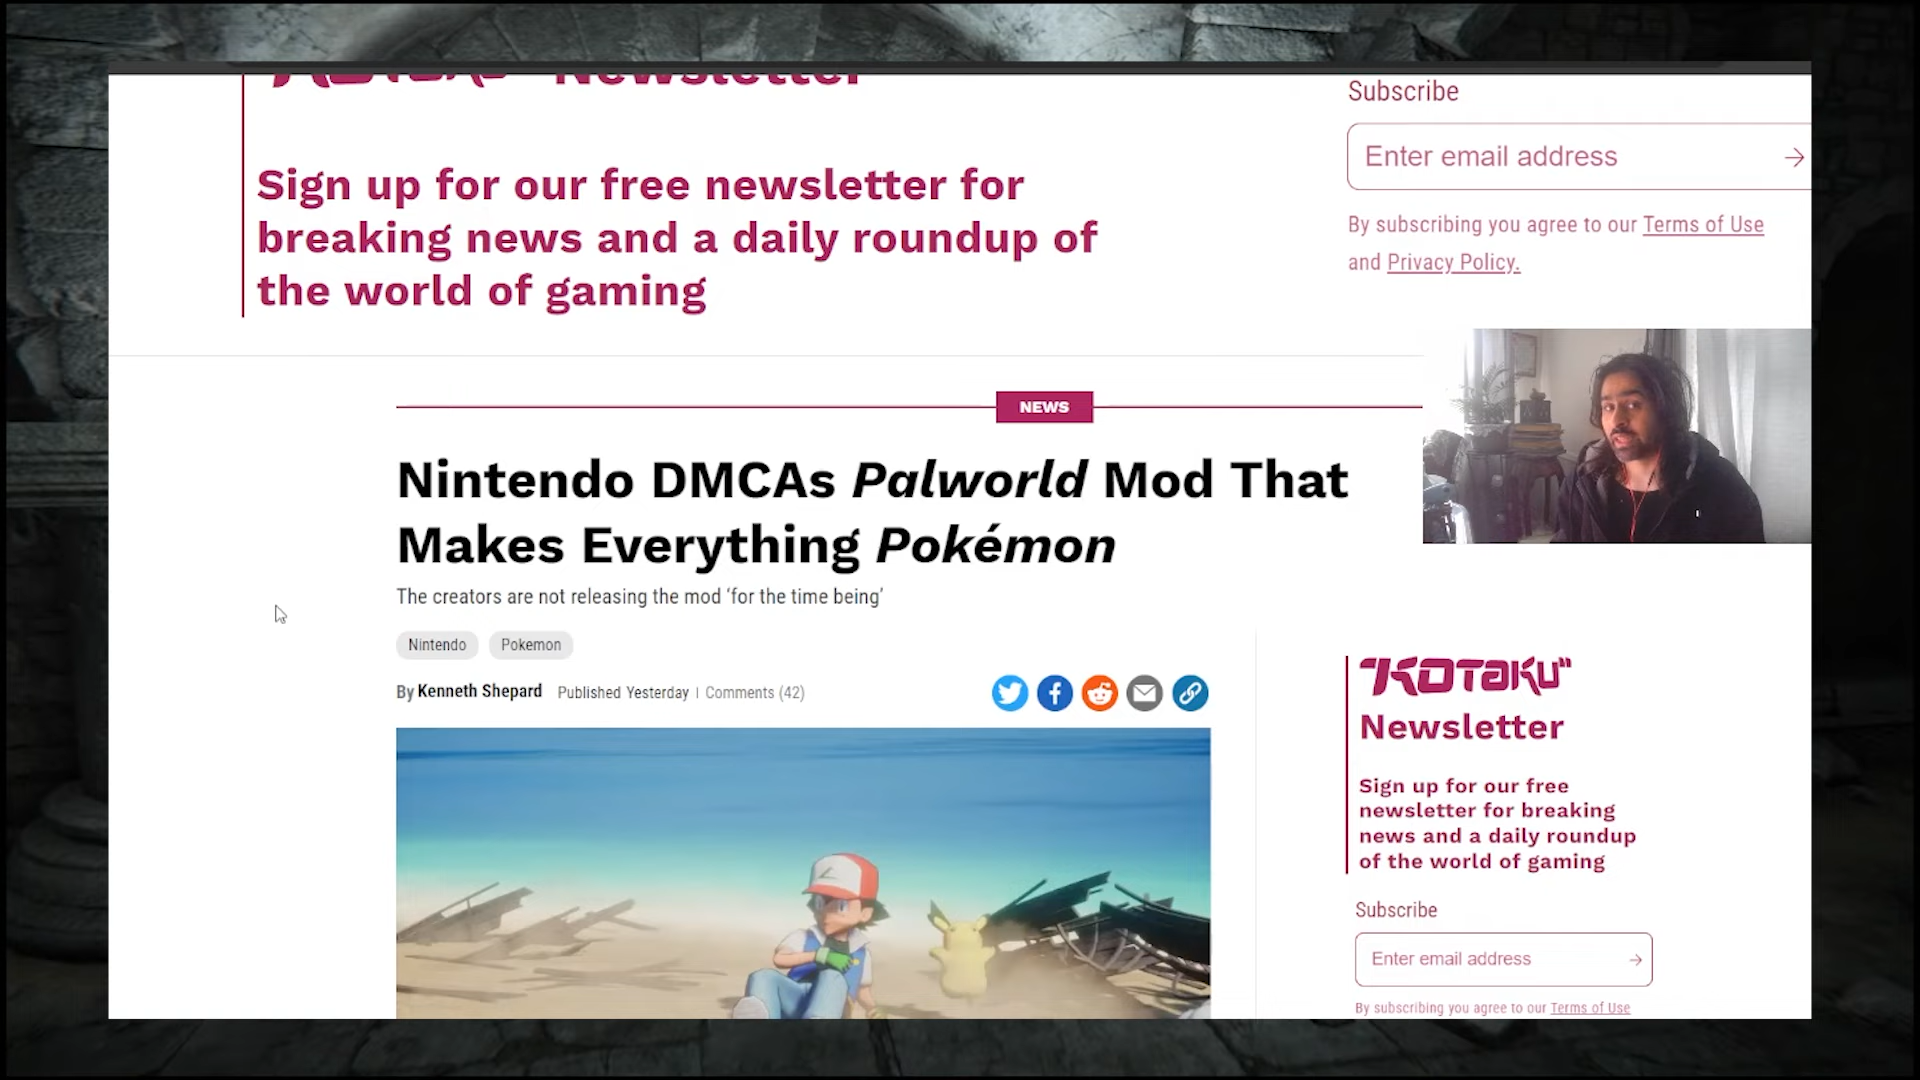 Newsletter
Sign up for our free newsletter for
breaking news and a daily roundup of
the world of gaming
Subscribe
Enter email address
By subscribing you agree to our Terms of Use
and Privacy Policy.
NEWS
Nintendo DMCAs Palworld Mod That
Makes Everything Pokémon
The creators are not releasing the mod ‘for the time being’
Nintendo Pokemon
By Kenneth Shepard Published Yesterday | Comments (42)
"KOTaKU"
Newsletter
Sign up for our free
newsletter for breaking
news and a daily roundup
of the world of gaming
Subscribe
Enter email address
By subscribing you agree to our Terms of Use